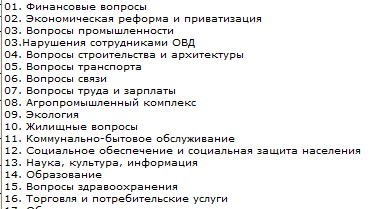 01. Финансовые вопросы
02. Экономическая реформа и приватизация
03. Вопросы промышленности
03.Нарушения сотрудниками ОВД
04. Вопросы строительства и архитектуры
05. Вопросы транспорта
06. Вопросы связи
07. Вопросы труда и зарплаты
08. Агропромышленный комплекс
09. Экология
10. Жилищные вопросы
11. Коммунально-бытовое обслуживание
12. Социальное обеспечение и социальная защита населения
13. Наука, культура, информация
14. Образование
15. Вопросы здравоохранения
16. Торговля и потребительские услуги